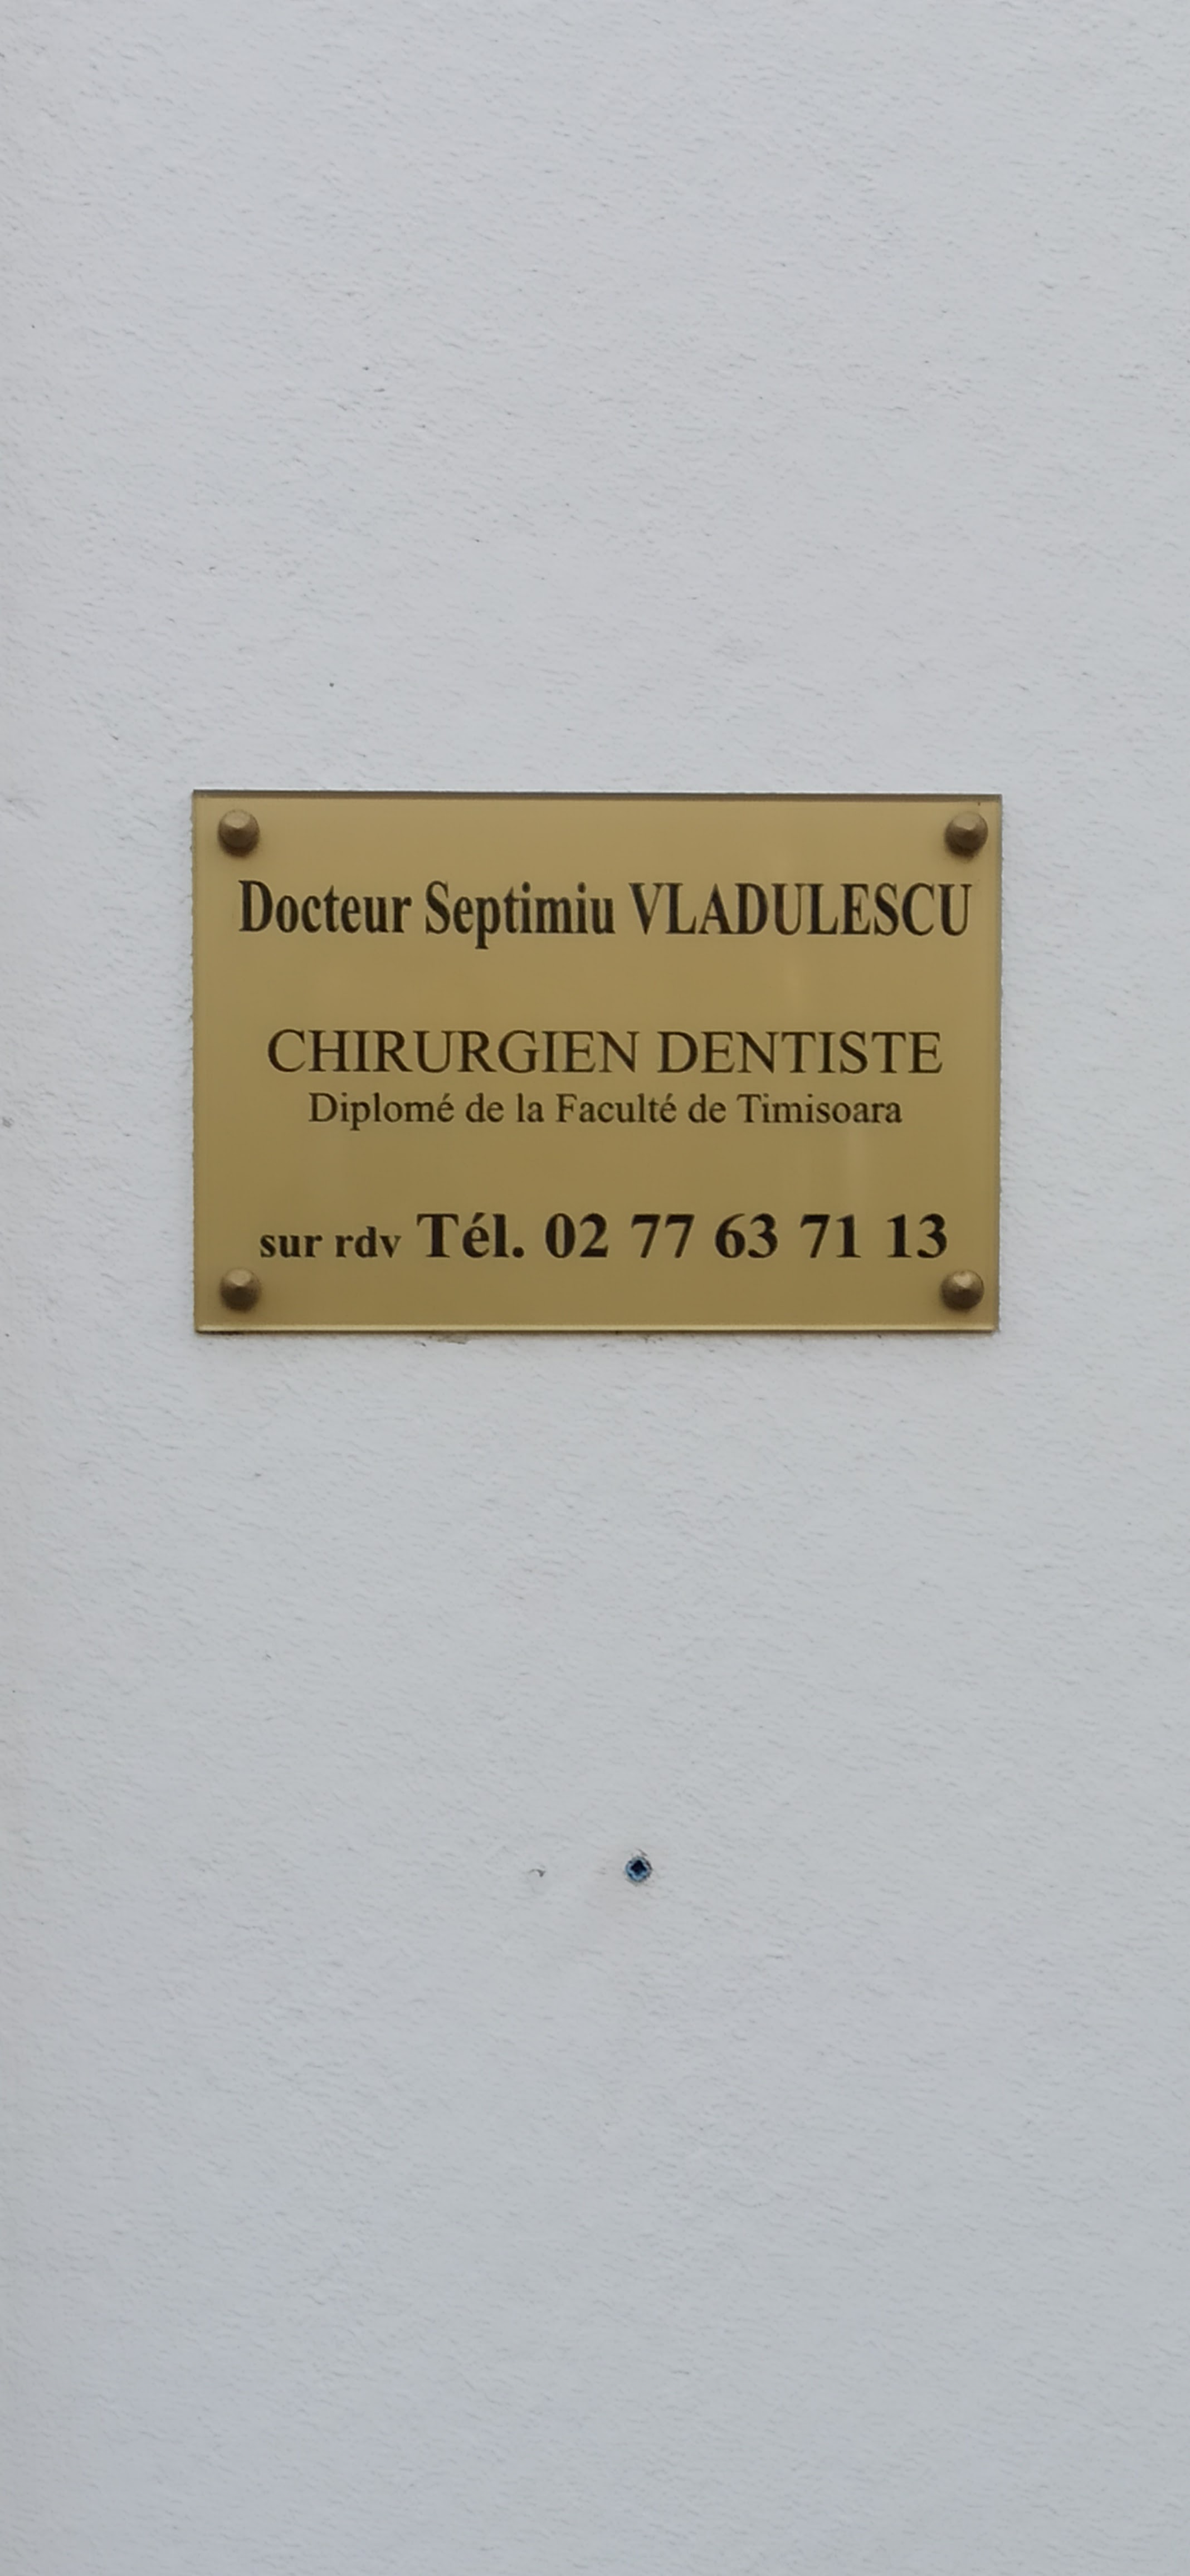 Docteur Septimiu VLADULESCU
CHIRURGIEN DENTISTE
Diplomé de la Faculté de Timisoara
sur rdv Tél. 02 77 63 71 13